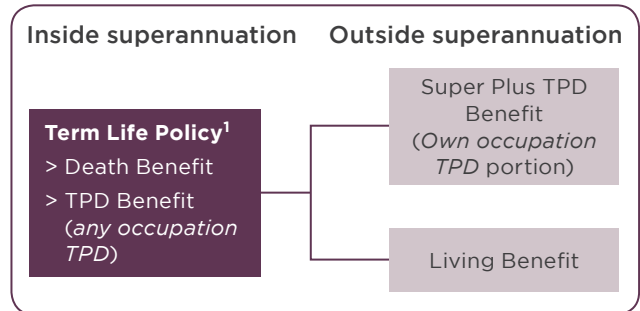 Inside superannuation
Outside superannuation
Term Life Policy¹
> Death Benefit
> TPD Benefit
(any occupation
TPD)
Super Plus TPD
Benefit
(Own occupation
TPD portion)
Living Benefit